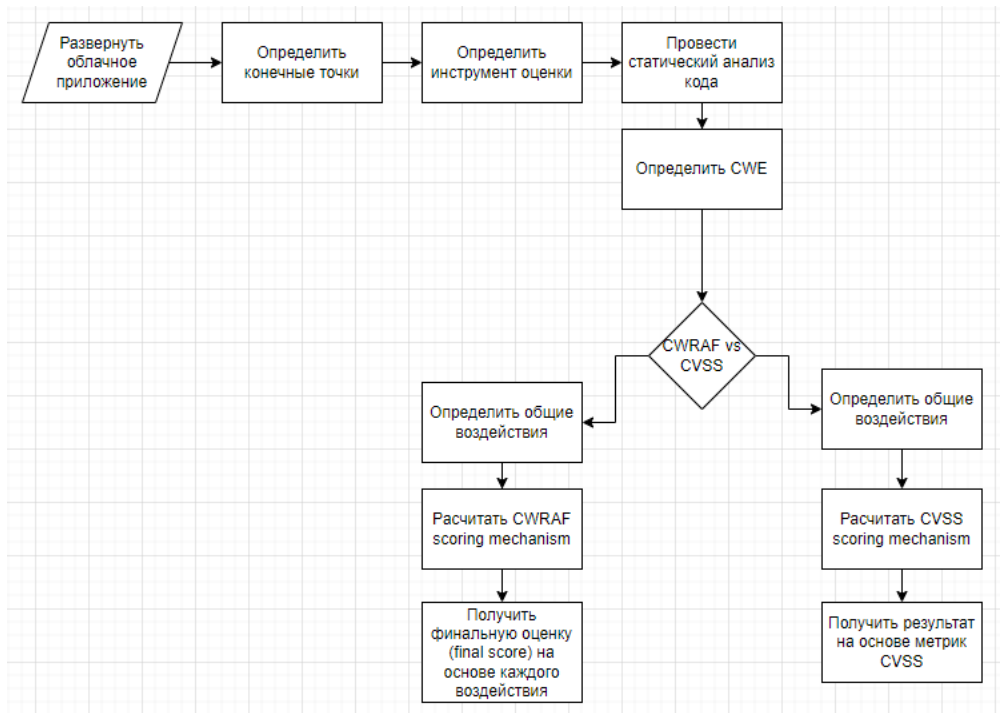 Развернуть
облачное
приложение
Определить
конечные точки
Определить
инструмент оценки
Провести
статический анализ
кода
Определить CWE
CWRAF vs
CVSS
Определить общие
воздействия
Расчитать CWRAF
scoring mechanism
Получить
финальную оценку
(final score) на
основе каждого
воздействия
Определить общие
воздействия
Расчитать CVSS
scoring mechanism
Получить результат
на основе метрик
CVSS